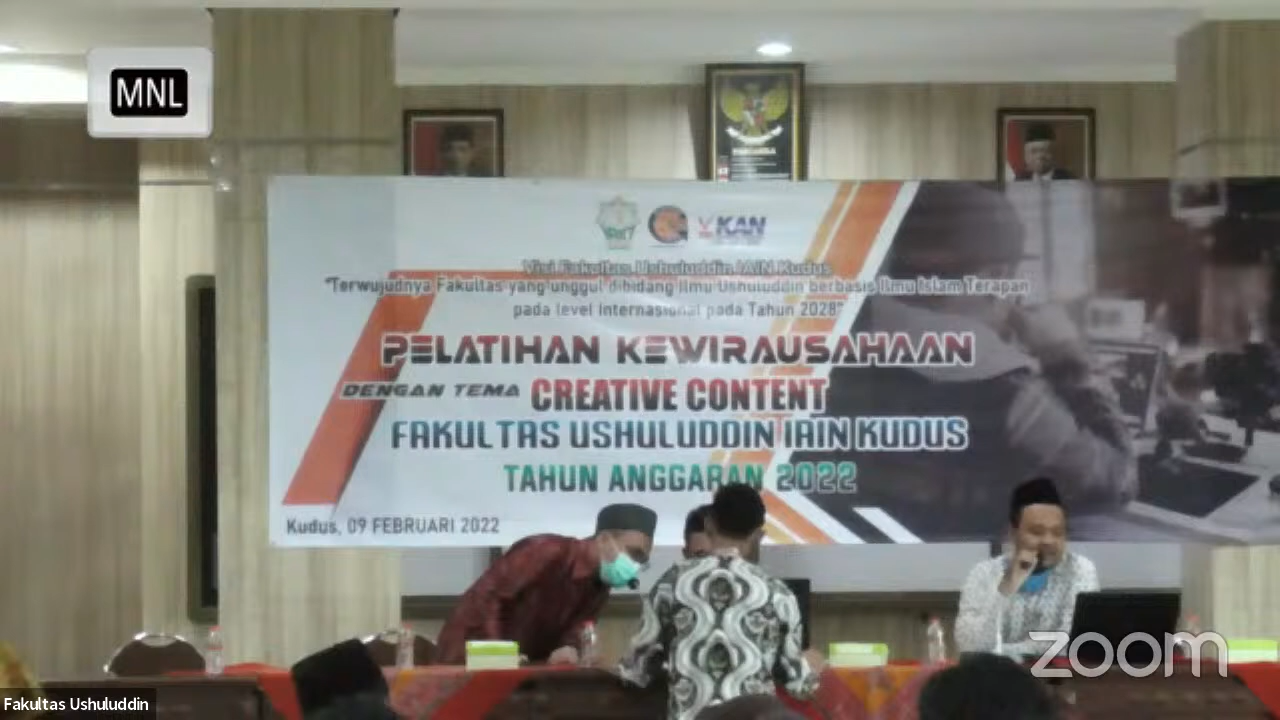 MNL
KAN
Visi Fakultas Ushuluddin IAIN Kudus
"Terwujudnya Fakultas yang unggul dibidang Ilmu Ushuluddin berbasis Ilmu Islam Terapan
pada level Internasional pada Tahun 2028"
PELATIHAN KEWIRAUSAHAAN
DENGAN TEMA CREATIVE CONTENT
FAKULTAS USHULUDDIN IAIN KUDUS
TAHUN ANGGARAN 2022
Kudus, 09 FEBRUARI 2022
zoom
Fakultas Ushuluddin